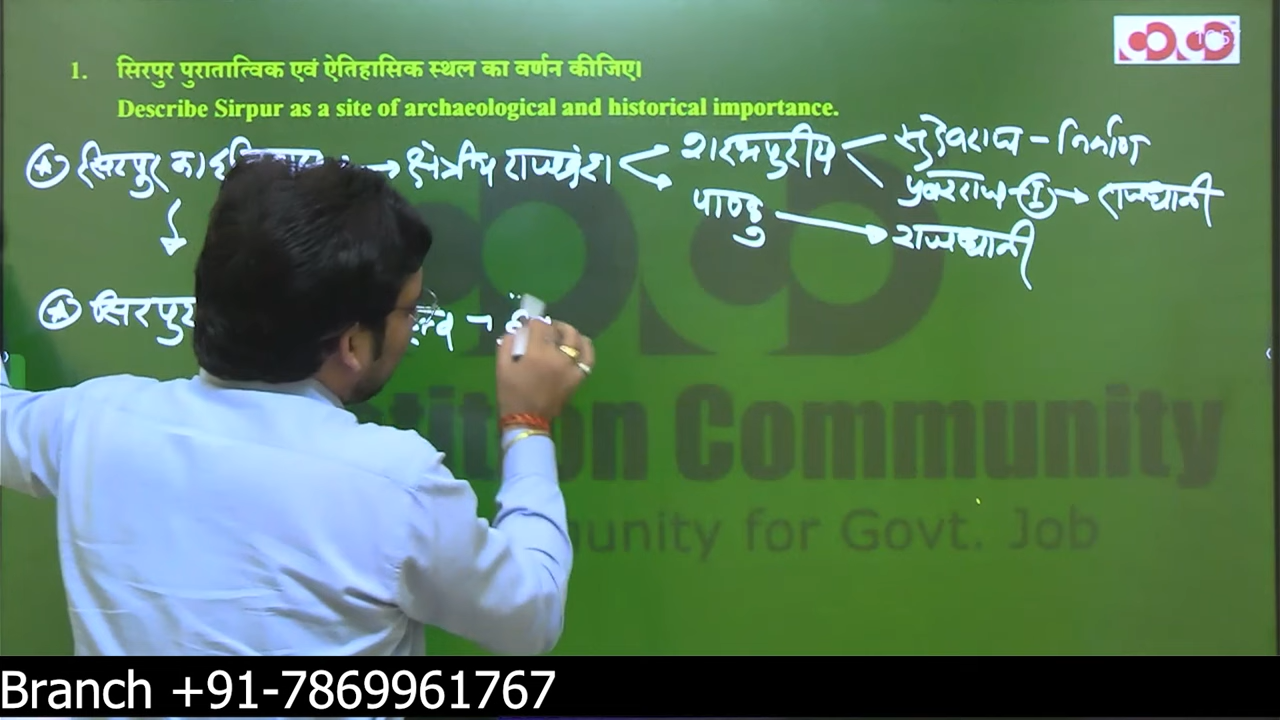 1. सिरपुर पुरातात्विक एवं ऐतिहासिक स्थल का वर्णन कीजिए।
Describe Sirpur as a site of archaeological and historical importance.
सिरपुर का → क्षेत्रीय राजवंश शरभपुरीय सुदेवराज - निर्माण
प्रवरराज I → राजधानी
पाण्डु → राजधानी
सिरपुर
Community
Community for Govt. Job
Branch +91-7869961767